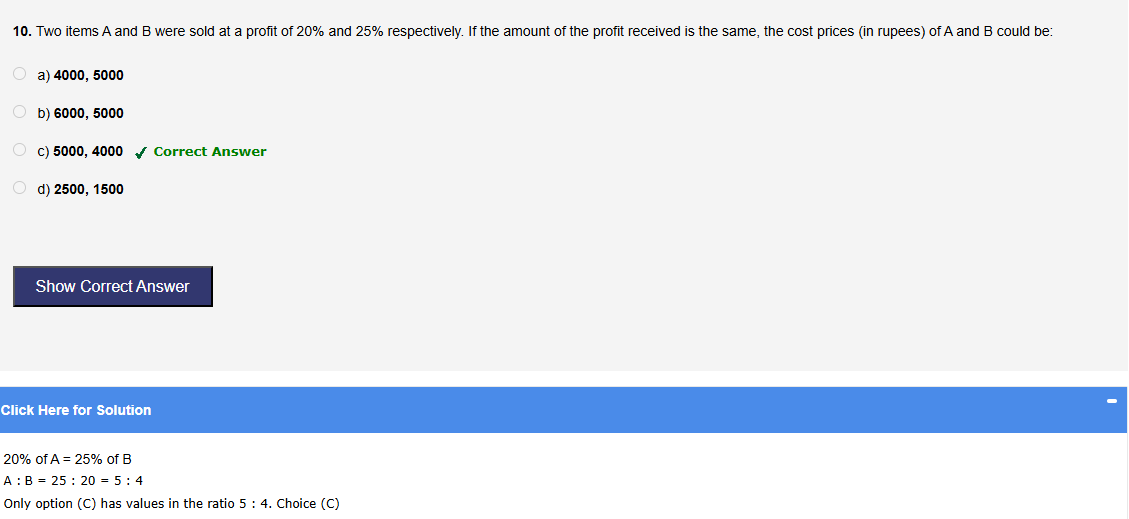 10. Two items A and B were sold at a profit of 20% and 25% respectively. If the amount of the profit received is the same, the cost prices (in rupees) of A and B could be:
a) 4000, 5000
b) 6000, 5000
c) 5000, 4000 ✓ Correct Answer
d) 2500, 1500
Show Correct Answer
Click Here for Solution
20% of A = 25% of B
A : B = 25 : 20 = 5 : 4
Only option (C) has values in the ratio 5 : 4. Choice (C)